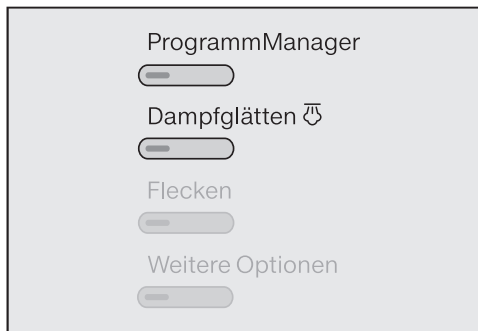 ProgrammManager
Dampfglätten
Flecken
Weitere Optionen